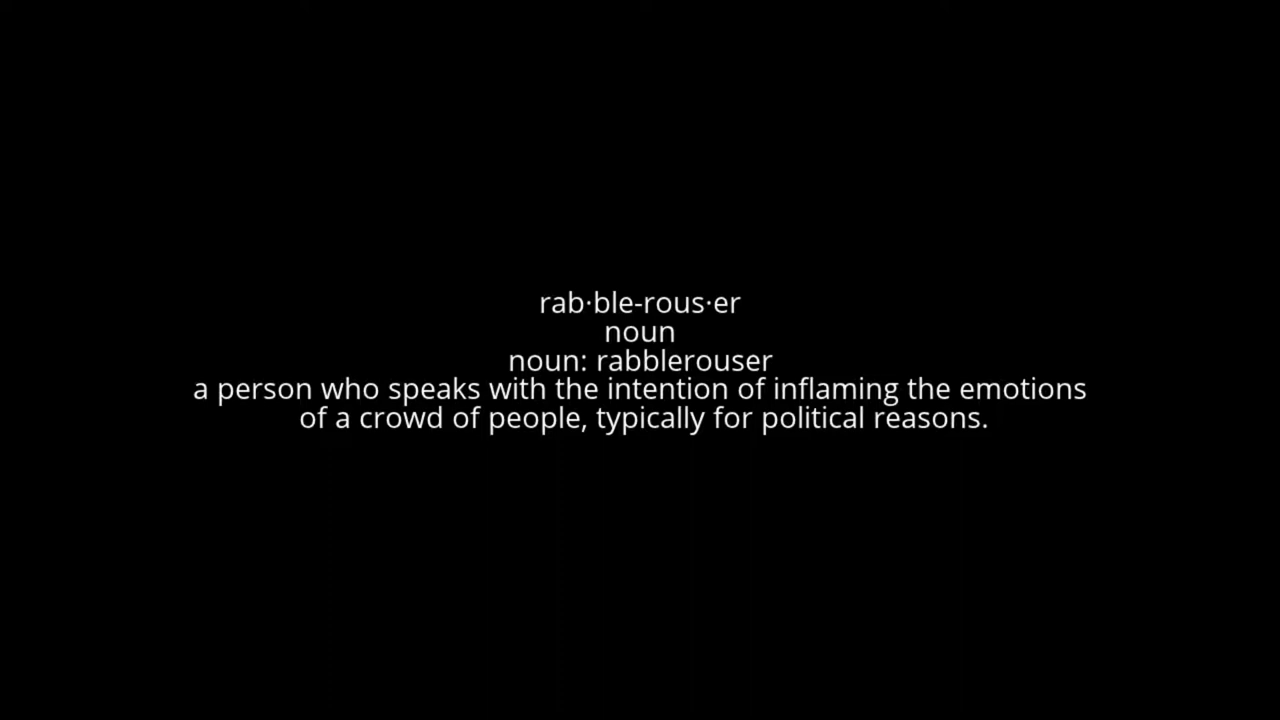 rab·ble-rous·er
noun
noun: rabblerouser
a person who speaks with the intention of inflaming the emotions
of a crowd of people, typically for political reasons.